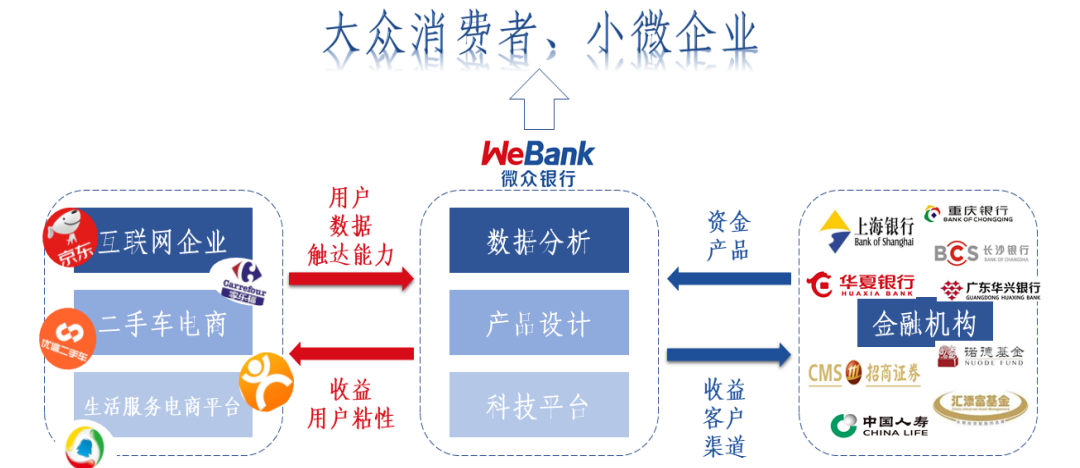 大众消费者、小微企业
WeBank
微众银行
互联网企业
京东
Carrefour
家乐福
二手车电商
优信二手车
生活服务电商平台
用户
数据
触达能力
收益
用户粘性
数据分析
产品设计
科技平台
资金
产品
收益
客户
渠道
上海银行
Bank of Shanghai
重庆银行
BANK OF CHONGQING
BCS 长沙银行
BANK OF CHANGSHA
华夏银行
HUAXIA BANK
广东华兴银行
GUANGDONG HUAXING BANK
金融机构
诺德基金
NUODE FUND
CMS 招商证券
汇添富基金
中国人寿
CHINA LIFE